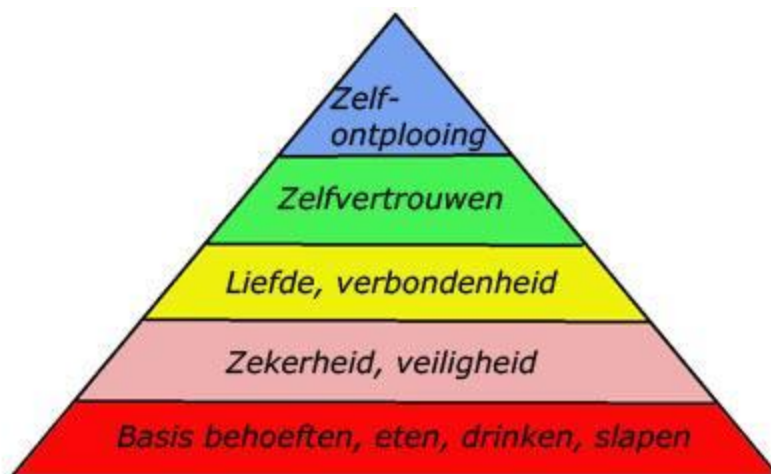 Zelf-
ontplooing
Zelfvertrouwen
Liefde, verbondenheid
Zekerheid, veiligheid
Basis behoeften, eten, drinken, slapen